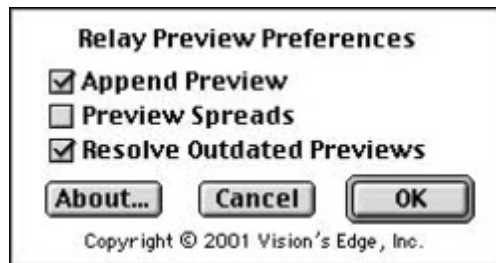 Relay Preview Preferences
Append Preview
Preview Spreads
Resolve Outdated Previews
About... Cancel OK
Copyright © 2001 Vision's Edge, Inc.